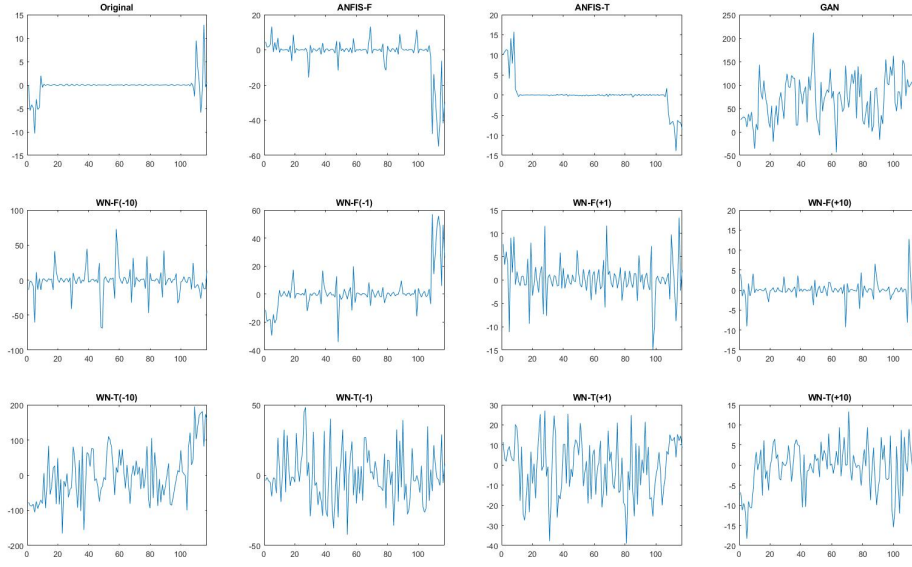 Original ANFIS-F ANFIS-T GAN
15 20 20 250
10 0 15 200
5 -20 10 150
0 -40 5 100
-5 -60 0 50
-10 -5 0
-15 -10 -50
-15
0 20 40 60 80 100 0 20 40 60 80 100 0 20 40 60 80 100 0 20 40 60 80 100
WN-F(-10) WN-F(-1) WN-F(+1) WN-F(+10)
100 60 15 20
50 40 10 15
0 20 5 10
-50 0 0 5
-100 -20 -5 0
-40 -10 -5
-15 -10
-15
0 20 40 60 80 100 0 20 40 60 80 100 0 20 40 60 80 100 0 20 40 60 80 100
WN-T(-10) WN-T(-1) WN-T(+1) WN-T(+10)
200 50 30 15
100 0 20 10
0 -50 10 5
-100 0 0
-200 -10 -5
-20 -10
-30 -15
-40 -20
0 20 40 60 80 100 0 20 40 60 80 100 0 20 40 60 80 100 0 20 40 60 80 100